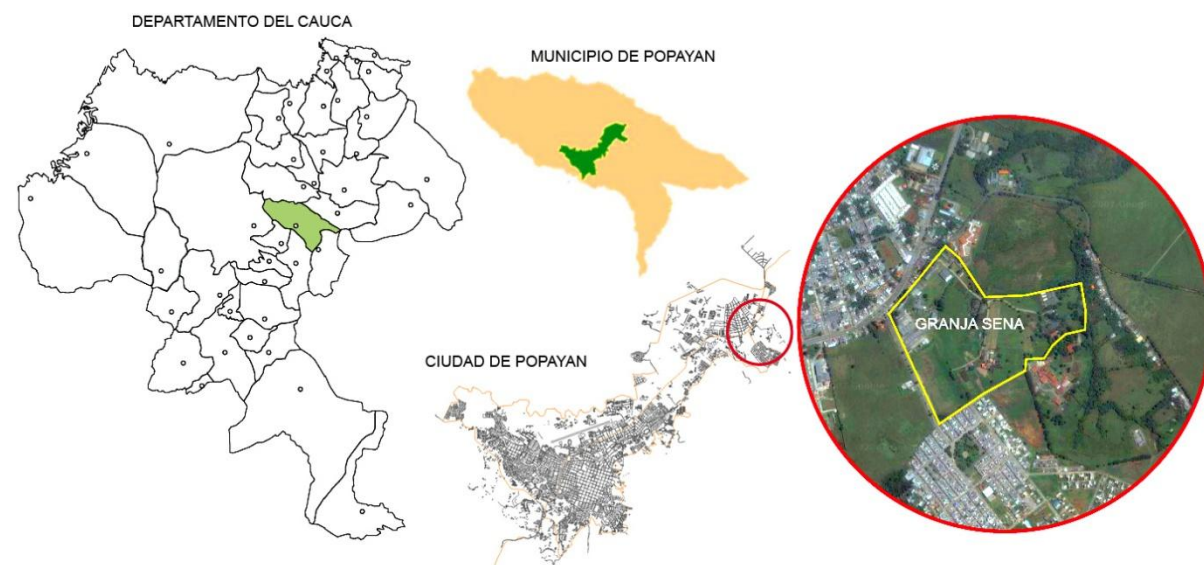 DEPARTAMENTO DEL CAUCA
MUNICIPIO DE POPAYAN
CIUDAD DE POPAYAN
GRANJA SENA